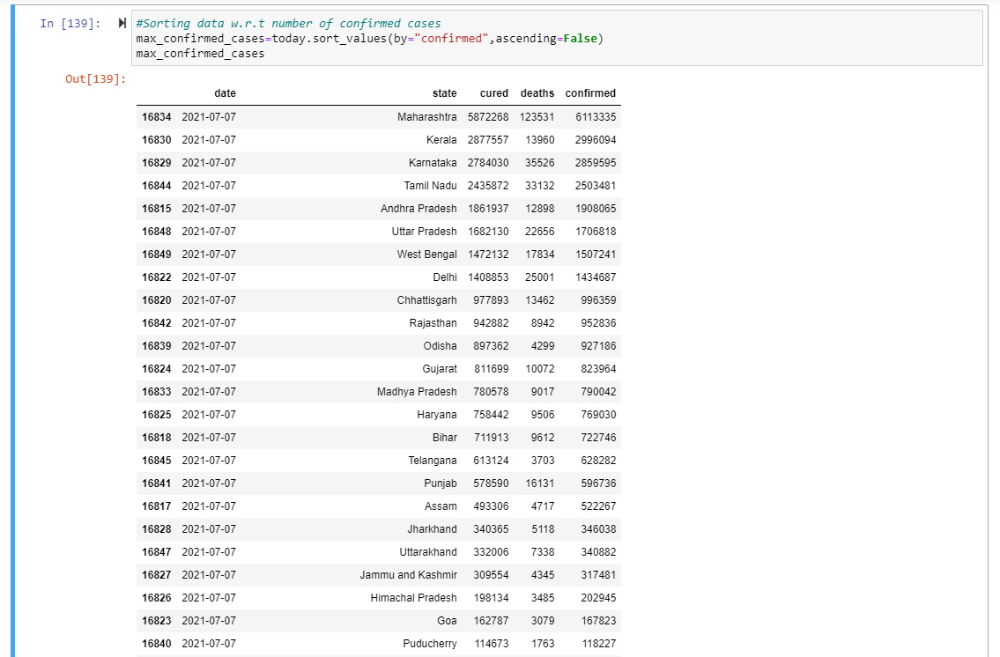 In [139]: #Sorting data w.r.t number of confirmed cases
max_confirmed_cases=today.sort_values(by="confirmed",ascending=False)
max_confirmed_cases
Out[139]:
date state cured deaths confirmed
16834 2021-07-07 Maharashtra 5872268 123531 6113335
16830 2021-07-07 Kerala 2877557 13960 2996094
16829 2021-07-07 Karnataka 2784030 35526 2859595
16844 2021-07-07 Tamil Nadu 2435872 33132 2503481
16815 2021-07-07 Andhra Pradesh 1861937 12898 1908065
16848 2021-07-07 Uttar Pradesh 1682130 22656 1706818
16849 2021-07-07 West Bengal 1472132 17834 1507241
16822 2021-07-07 Delhi 1408853 25001 1434687
16820 2021-07-07 Chhattisgarh 977893 13462 996359
16842 2021-07-07 Rajasthan 942882 8942 952836
16839 2021-07-07 Odisha 897362 4299 927186
16824 2021-07-07 Gujarat 811699 10072 823964
16833 2021-07-07 Madhya Pradesh 780578 9017 790042
16825 2021-07-07 Haryana 758442 9506 769030
16818 2021-07-07 Bihar 711913 9612 722746
16845 2021-07-07 Telangana 613124 3703 628282
16841 2021-07-07 Punjab 578590 16131 596736
16817 2021-07-07 Assam 493306 4717 522267
16828 2021-07-07 Jharkhand 340365 5118 346038
16847 2021-07-07 Uttarakhand 332006 7338 340882
16827 2021-07-07 Jammu and Kashmir 309554 4345 317481
16826 2021-07-07 Himachal Pradesh 198134 3485 202945
16823 2021-07-07 Goa 162787 3079 167823
16840 2021-07-07 Puducherry 114673 1763 118227